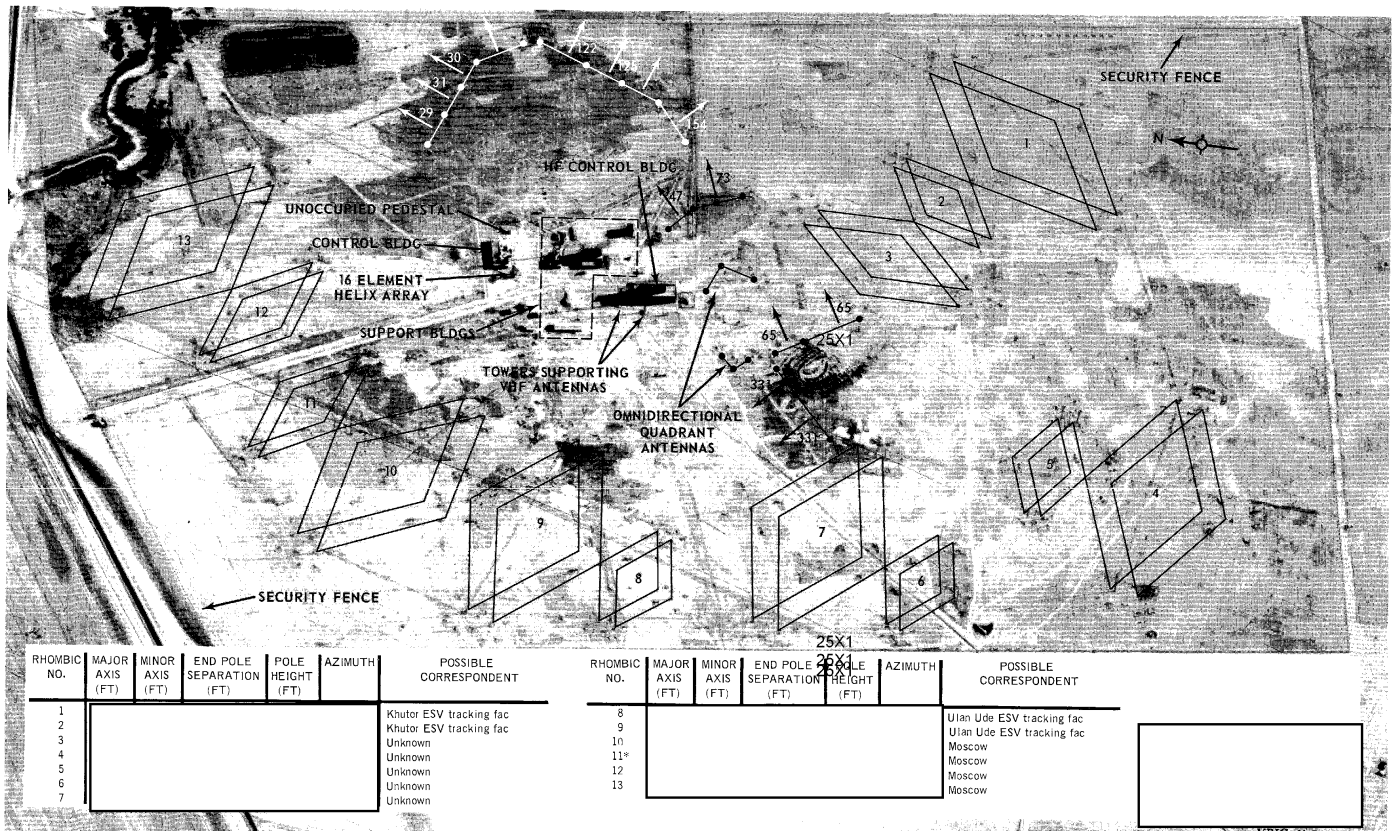 30
122
31
125
29
154
SECURITY FENCE
N
1
HF CONTROL BLDG
47
73
UNOCCUPIED PEDESTAL
2
13
CONTROL BLDG
3
16 ELEMENT
HELIX ARRAY
12
65
SUPPORT BLDGS
65
25X1
TOWERS SUPPORTING
VHF ANTENNAS
331
11
OMNIDIRECTIONAL
QUADRANT
ANTENNAS
331
10
5
4
9
7
8
6
SECURITY FENCE
25X1
25X1
25X1
RHOMBIC NO. MAJOR AXIS (FT) MINOR AXIS (FT) END POLE SEPARATION (FT) POLE HEIGHT (FT) AZIMUTH POSSIBLE CORRESPONDENT
1 Khutor ESV tracking fac
2 Khutor ESV tracking fac
3 Unknown
4 Unknown
5 Unknown
6 Unknown
7 Unknown
RHOMBIC NO. MAJOR AXIS (FT) MINOR AXIS (FT) END POLE SEPARATION (FT) POLE HEIGHT (FT) AZIMUTH POSSIBLE CORRESPONDENT
8 Ulan Ude ESV tracking fac
9 Ulan Ude ESV tracking fac
10 Moscow
11* Moscow
12 Moscow
13 Moscow